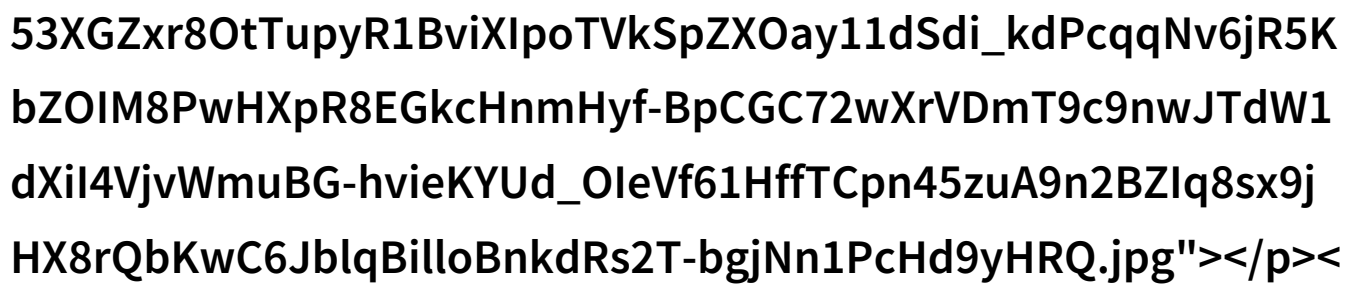 53XGZxr8OtTupyR1BviXIpoTVkSpZXOay11dSdi_kdPcqqNv6jR5K
bZOIM8PwHXpR8EGkcHnmHyf-BpCGC72wXrVDmT9c9nwJTdW1
dXiI4VjvWmuBG-hvieKYUd_OIeVf61HffTCpn45zuA9n2BZIq8sx9j
HX8rQbKwC6JblqBilloBnkdRs2T-bgjNn1PcHd9yHRQ.jpg"></p><